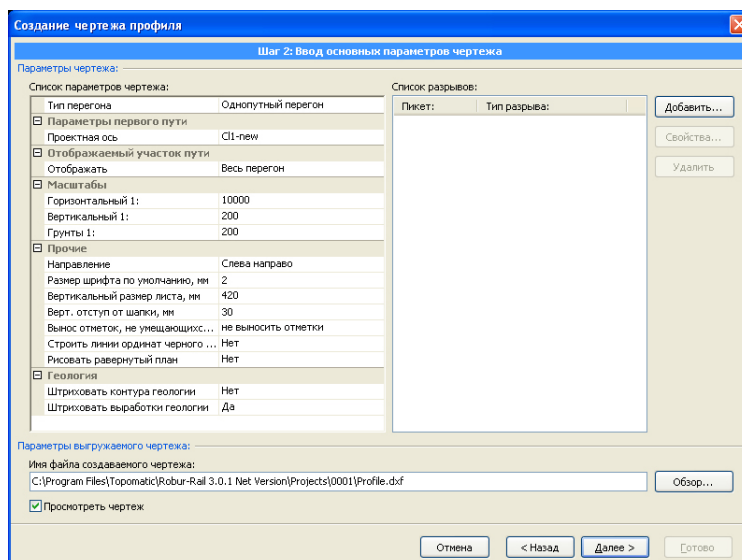 Создание чертежа профиля
Шаг 2: Ввод основных параметров чертежа
Параметры чертежа:
Список параметров чертежа:
Тип перегона Однопутный перегон
Параметры первого пути
Проектная ось Cl1-new
Отображаемый участок пути
Отображать Весь перегон
Масштабы
Горизонтальный 1: 10000
Вертикальный 1: 200
Грунты 1: 200
Прочие
Направление Слева направо
Размер шрифта по умолчанию, мм 2
Вертикальный размер листа, мм 420
Верт. отступ от шапки, мм 30
Вынос отметок, не умещающихс... не выносить отметки
Строить линии ординат черного ... Нет
Рисовать равернутый план Нет
Геология
Штриховать контура геологии Нет
Штриховать выработки геологии Да
Список разрывов:
Пикет: Тип разрыва:
Добавить...
Свойства...
Удалить
Параметры выгружаемого чертежа:
Имя файла создаваемого чертежа:
C:\Program Files\Topomatic\Robur-Rail 3.0.1 Net Version\Projects\0001\Profile.dxf
Обзор...
Просмотреть чертеж
Отмена < Назад Далее > Готово